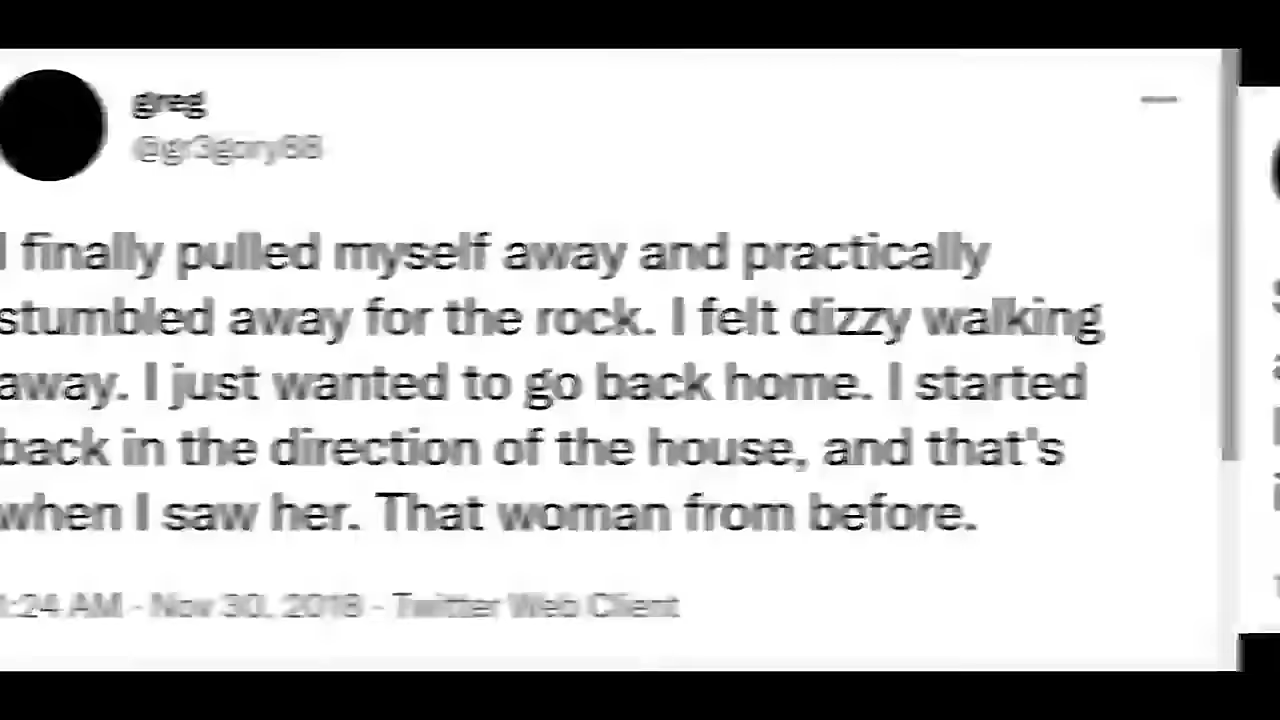 greg
@gr3gory88
I finally pulled myself away and practically
stumbled away for the rock. I felt dizzy walking
away. I just wanted to go back home. I started
back in the direction of the house, and that's
when I saw her. That woman from before.
1:24 AM · Nov 30, 2018 · Twitter Web Client